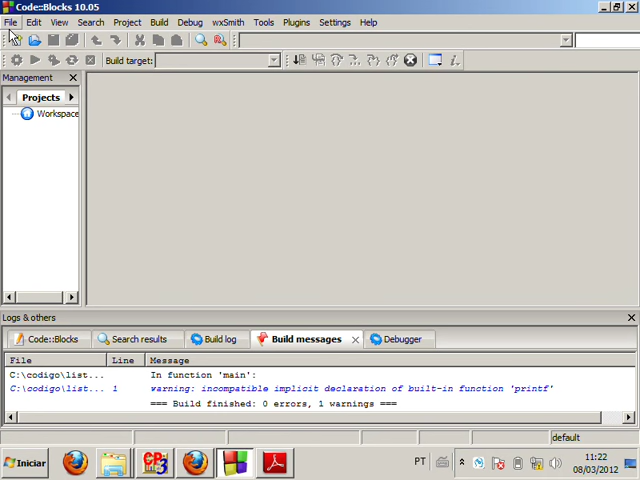 Code::Blocks 10.05
File Edit View Search Project Build Debug wxSmith Tools Plugins Settings Help
Build target:
Management
Projects
Workspace
Logs & others
Code::Blocks Search results Build log Build messages Debugger
File Line Message
C:\codigo\list... In function 'main':
C:\codigo\list... 1 warning: incompatible implicit declaration of built-in function 'printf'
=== Build finished: 0 errors, 1 warnings ===
default
Iniciar PT 11:22
08/03/2012